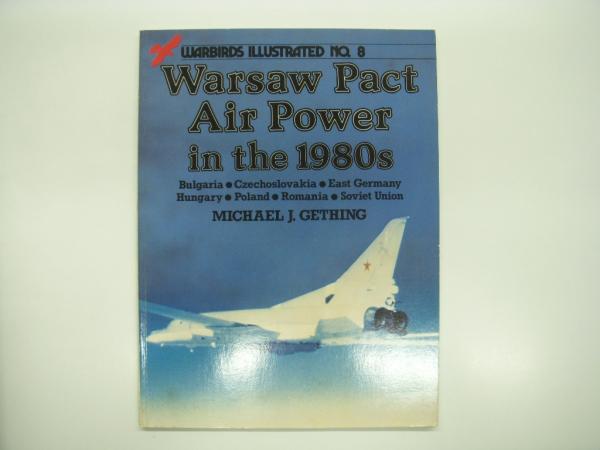 WARBIRDS ILLUSTRATED NO. 8
Warsaw Pact
Air Power
in the 1980s
Bulgaria ● Czechoslovakia ● East Germany
Hungary ● Poland ● Romania ● Soviet Union
MICHAEL J. GETHING